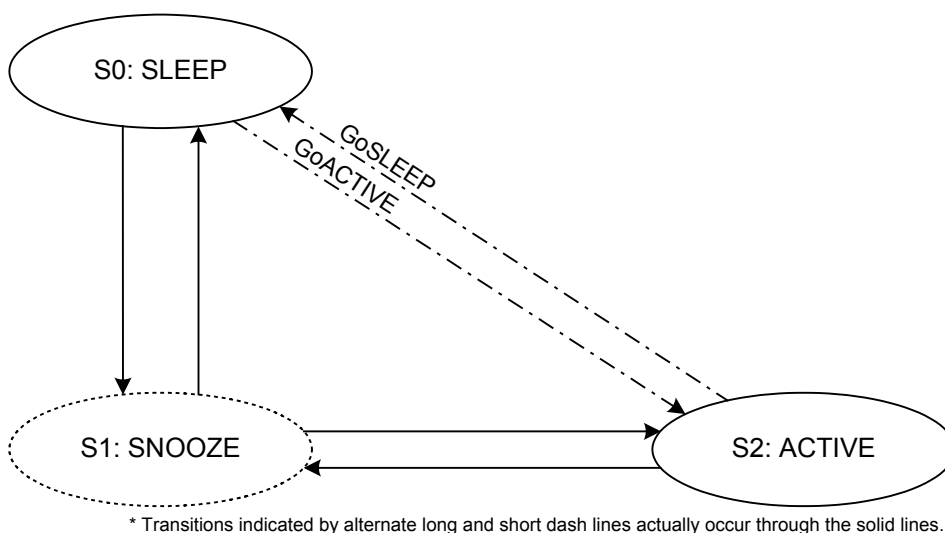 S0: SLEEP
GoSLEEP
GoACTIVE
S1: SNOOZE
S2: ACTIVE
* Transitions indicated by alternate long and short dash lines actually occur through the solid lines.